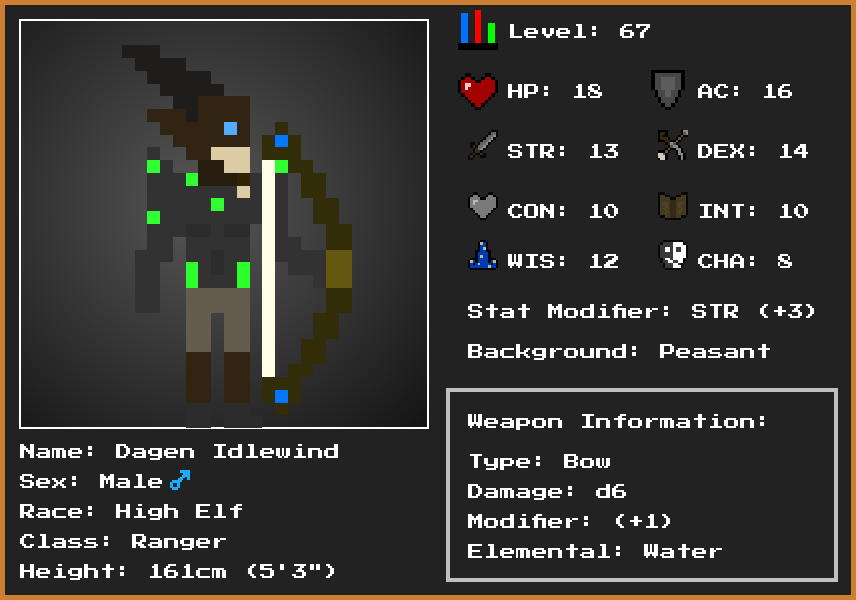 Level: 67
HP: 18
AC: 16
STR: 13
DEX: 14
CON: 10
INT: 10
WIS: 12
CHA: 8
Stat Modifier: STR (+3)
Background: Peasant
Weapon Information:
Type: Bow
Damage: d6
Modifier: (+1)
Elemental: Water
Name: Dagen Idlewind
Sex: Male♂
Race: High Elf
Class: Ranger
Height: 161cm (5'3")